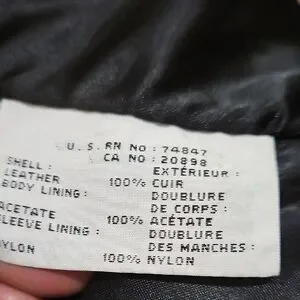 U.S. RN NO : 74847
CA NO : 20898
SHELL : EXTÉRIEUR :
LEATHER 100% CUIR
BODY LINING : DOUBLURE
DE CORPS :
ACETATE 100% ACÉTATE
SLEEVE LINING : DOUBLURE
DES MANCHES :
NYLON 100% NYLON